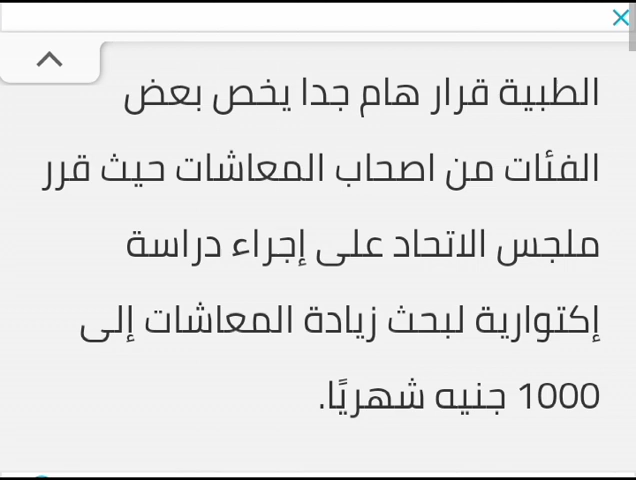 الطبية قرار هام جدا يخص بعض
الفئات من اصحاب المعاشات حيث قرر
ملجس الاتحاد على إجراء دراسة
إكتوارية لبحث زيادة المعاشات إلى
1000 جنيه شهريًا.